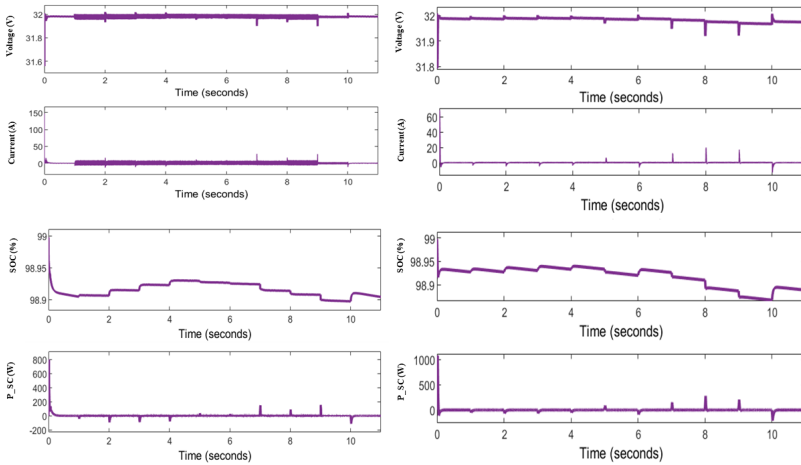 Voltage (V)
32
31.8
31.6
0 2 4 6 8 10
Time (seconds)
Current (A)
150
100
50
0
0 2 4 6 8 10
Time (seconds)
SOC (%)
99
98.95
98.9
0 2 4 6 8 10
Time (seconds)
P_SC (W)
800
600
400
200
0
-200
0 2 4 6 8 10
Time (seconds)
Voltage (V)
32
31.9
31.8
0 2 4 6 8 10
Time (seconds)
Current (A)
60
40
20
0
0 2 4 6 8 10
Time (seconds)
SOC (%)
99
98.95
98.9
0 2 4 6 8 10
Time (seconds)
P_SC (W)
1000
500
0
0 2 4 6 8 10
Time (seconds)